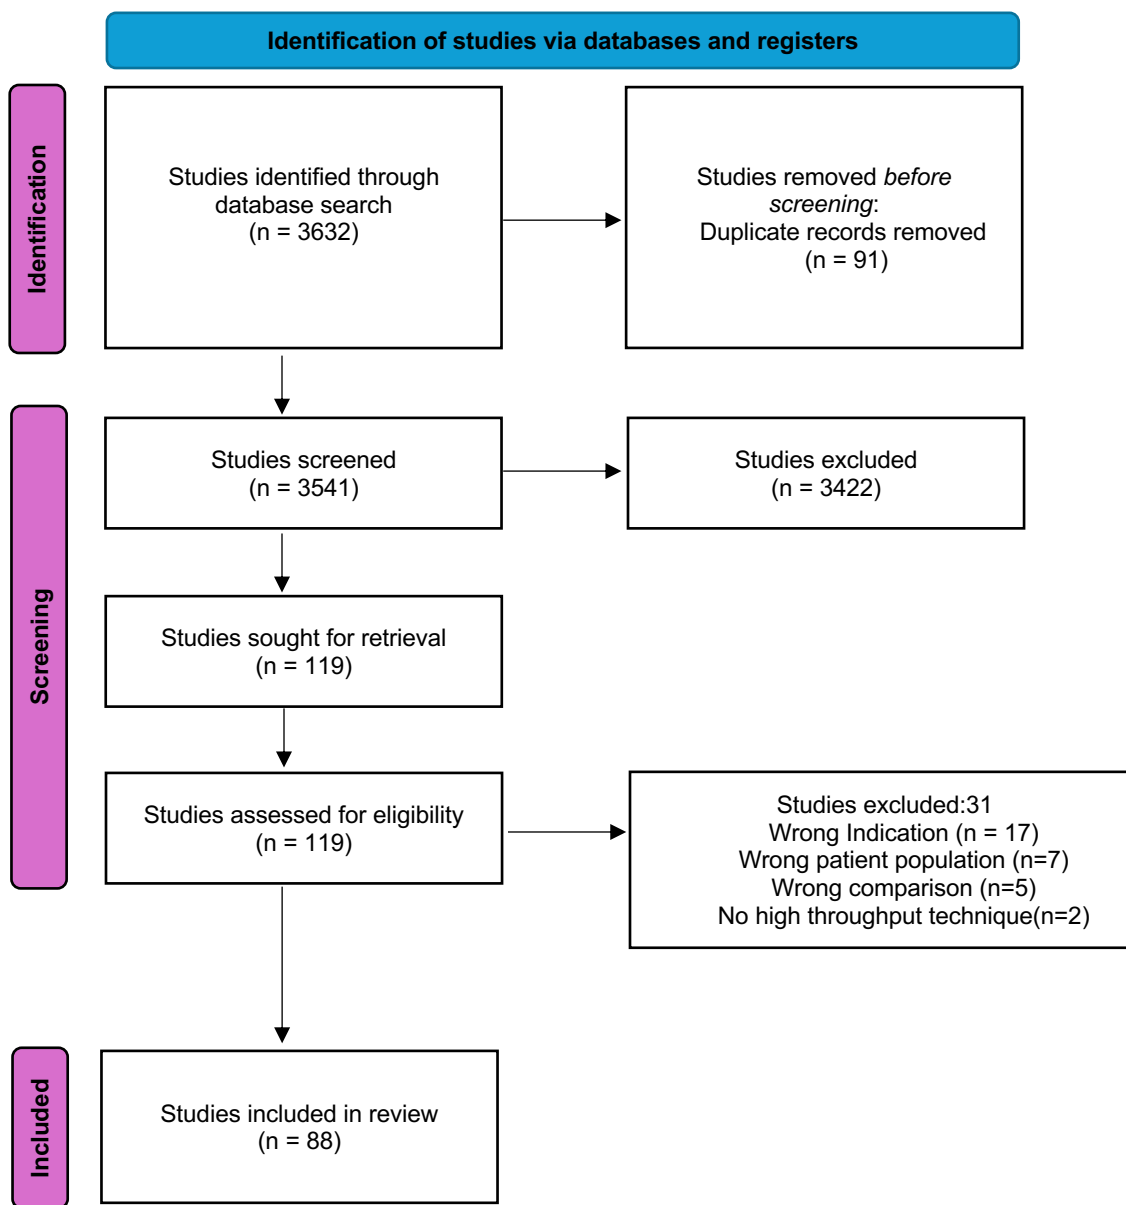 Identification of studies via databases and registers
Identification
Studies identified through
database search
(n = 3632)
Studies removed before
screening:
Duplicate records removed
(n = 91)
Screening
Studies screened
(n = 3541)
Studies excluded
(n = 3422)
Studies sought for retrieval
(n = 119)
Studies assessed for eligibility
(n = 119)
Studies excluded:31
Wrong Indication (n = 17)
Wrong patient population (n=7)
Wrong comparison (n=5)
No high throughput technique(n=2)
Included
Studies included in review
(n = 88)